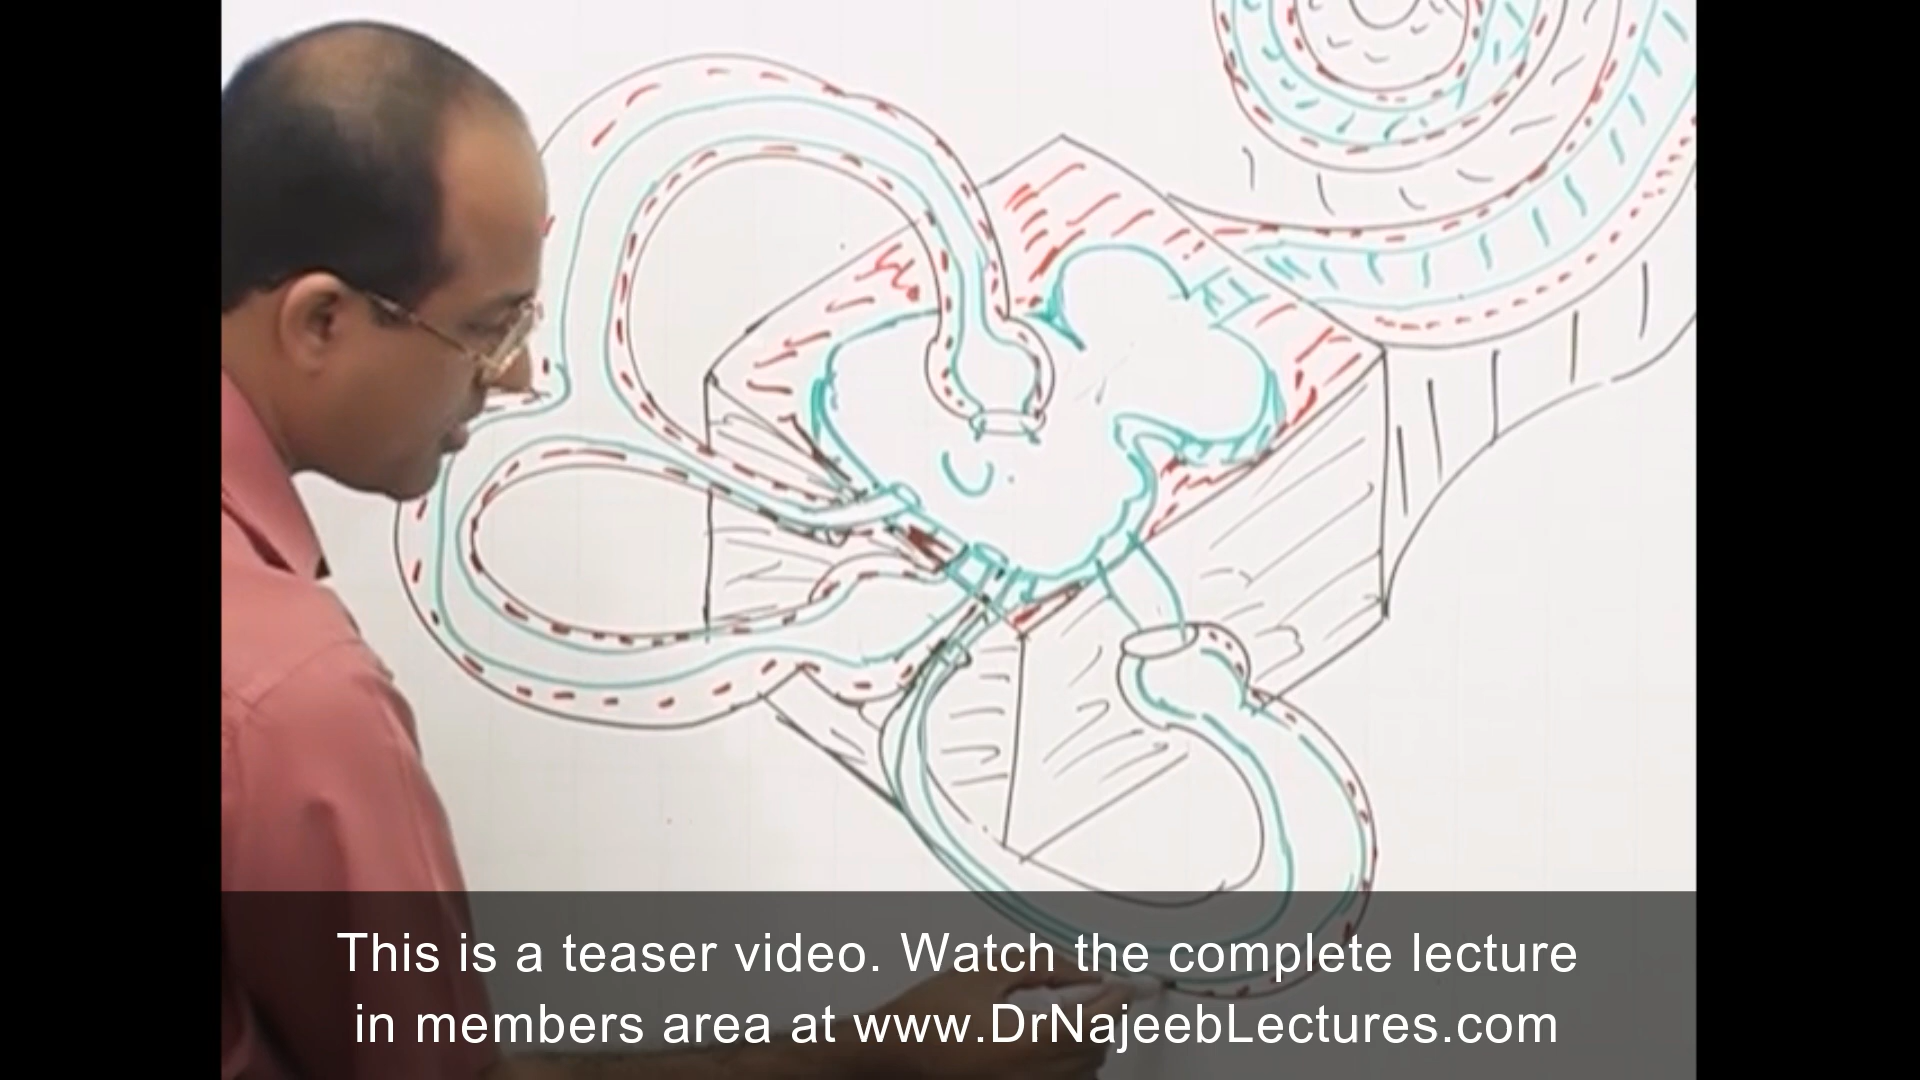 This is a teaser video. Watch the complete lecture
in members area at www.DrNajeebLectures.com